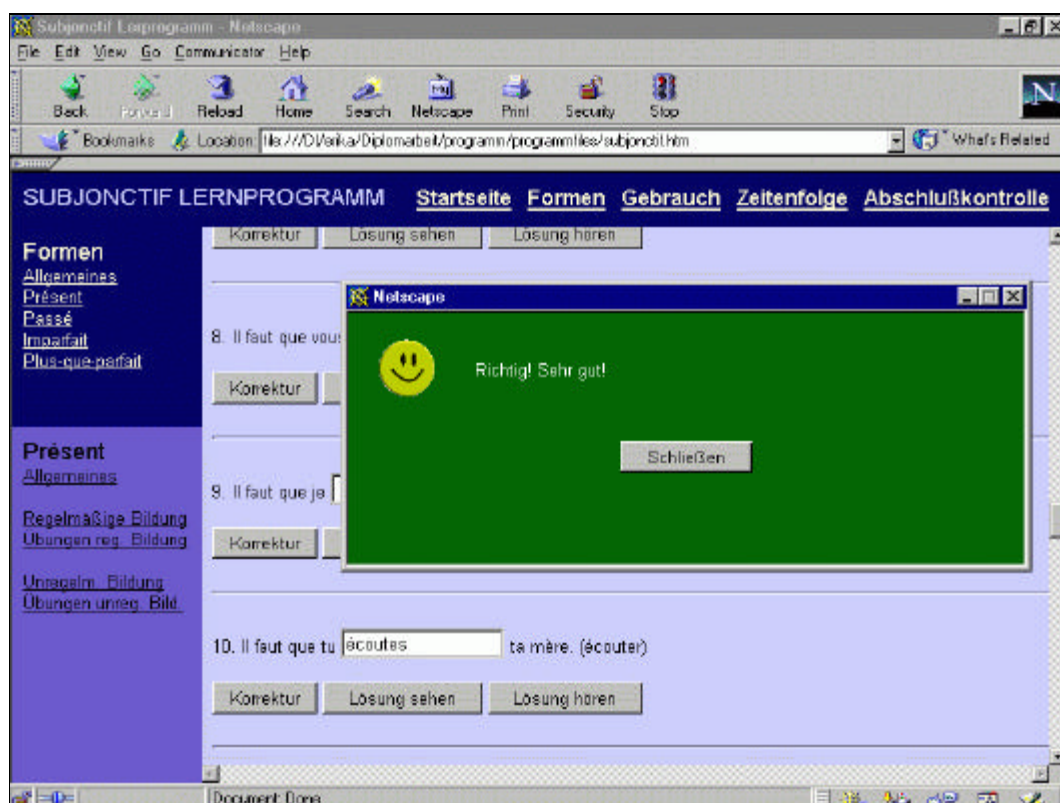 Subjonctif Lernprogramm - Netscape
File Edit View Go Communicator Help
Back Forward Reload Home Search Netscape Print Security Stop
Bookmarks Location: file:///D|/erika/Diplomarbeit/programm/programmfiles/subjonctif.htm What's Related
SUBJONCTIF LERNPROGRAMM Startseite Formen Gebrauch Zeitenfolge Abschlußkontrolle
Formen
Allgemeines
Présent
Passé
Imparfait
Plus-que-parfait
Présent
Allgemeines
Regelmäßige Bildung
Übungen reg. Bildung
Unregelm. Bildung
Übungen unreg. Bild.
Korrektur Lösung sehen Lösung hören
8. Il faut que vous
Korrektur
9. Il faut que je
Korrektur
Netscape
Richtig! Sehr gut!
Schließen
10. Il faut que tu écoutes ta mère. (écouter)
Korrektur Lösung sehen Lösung hören
Document: Done